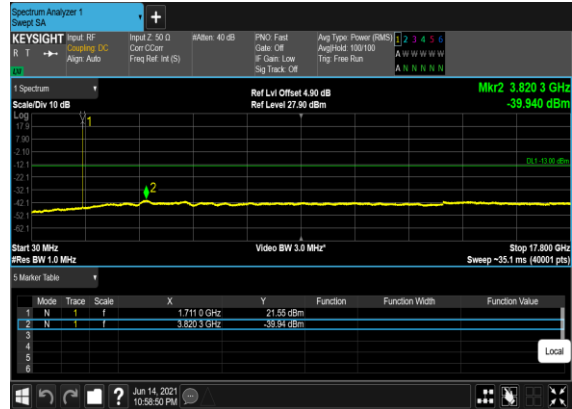 Spectrum Analyzer 1
Swept SA
+
KEYSIGHT Input: RF Input Z: 50 Ω #Atten: 40 dB PNO: Fast Avg Type: Power (RMS) 1 2 3 4 5 6
R T Coupling: DC Corr CCorr Gate: Off Avg|Hold: 100/100 A W W W W W
Align: Auto Freq Ref: Int (S) IF Gain: Low Trig: Free Run
Sig Track: Off A N N N N N
1 Spectrum Ref Lvl Offset 4.90 dB Mkr2 3.820 3 GHz
Scale/Div 10 dB Ref Level 27.90 dBm -39.940 dBm
Log
17.9
7.90
-2.10
-12.1
-22.1
-32.1
-42.1
-52.1
-62.1
1
DL1 -13.00 dBm
2
Start 30 MHz Video BW 3.0 MHz* Stop 17.800 GHz
#Res BW 1.0 MHz Sweep ~35.1 ms (40001 pts)
5 Marker Table
Mode Trace Scale X Y Function Function Width Function Value
1 N 1 f 1.711 0 GHz 21.55 dBm
2 N 1 f 3.820 3 GHz -39.94 dBm
3
4
5
6
Local
? Jun 14, 2021
10:58:50 PM